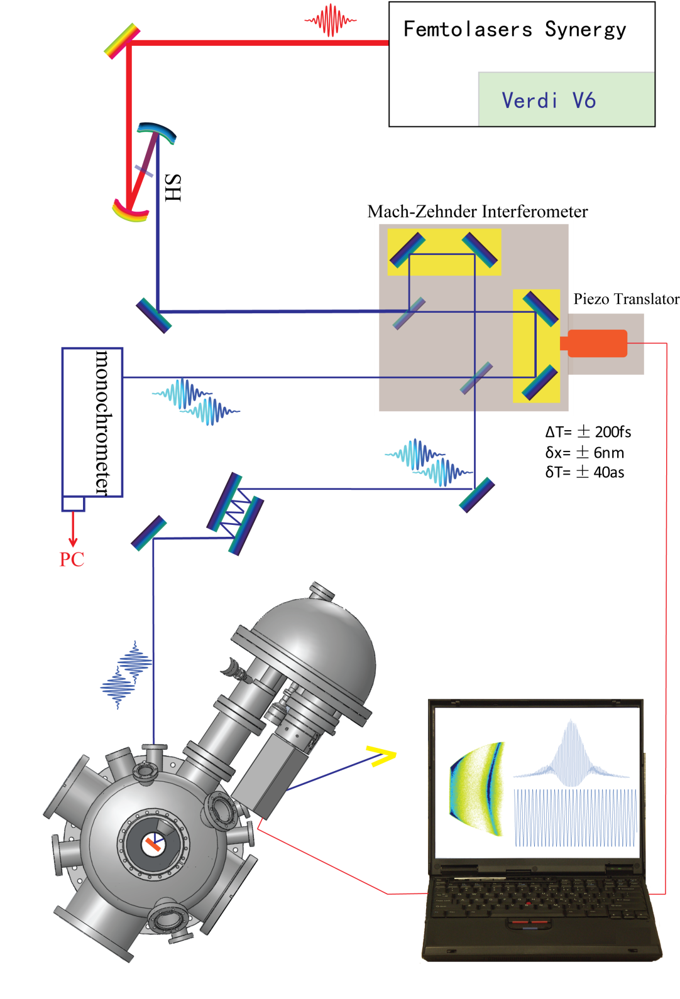 Femtolasers Synergy
Verdi V6
SH
Mach-Zehnder Interferometer
Piezo Translator
monochrometer
ΔT= ± 200fs
δx= ± 6nm
δT= ± 40as
PC